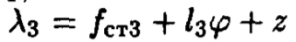 λ₃ = f_ст3 + l₃φ + z